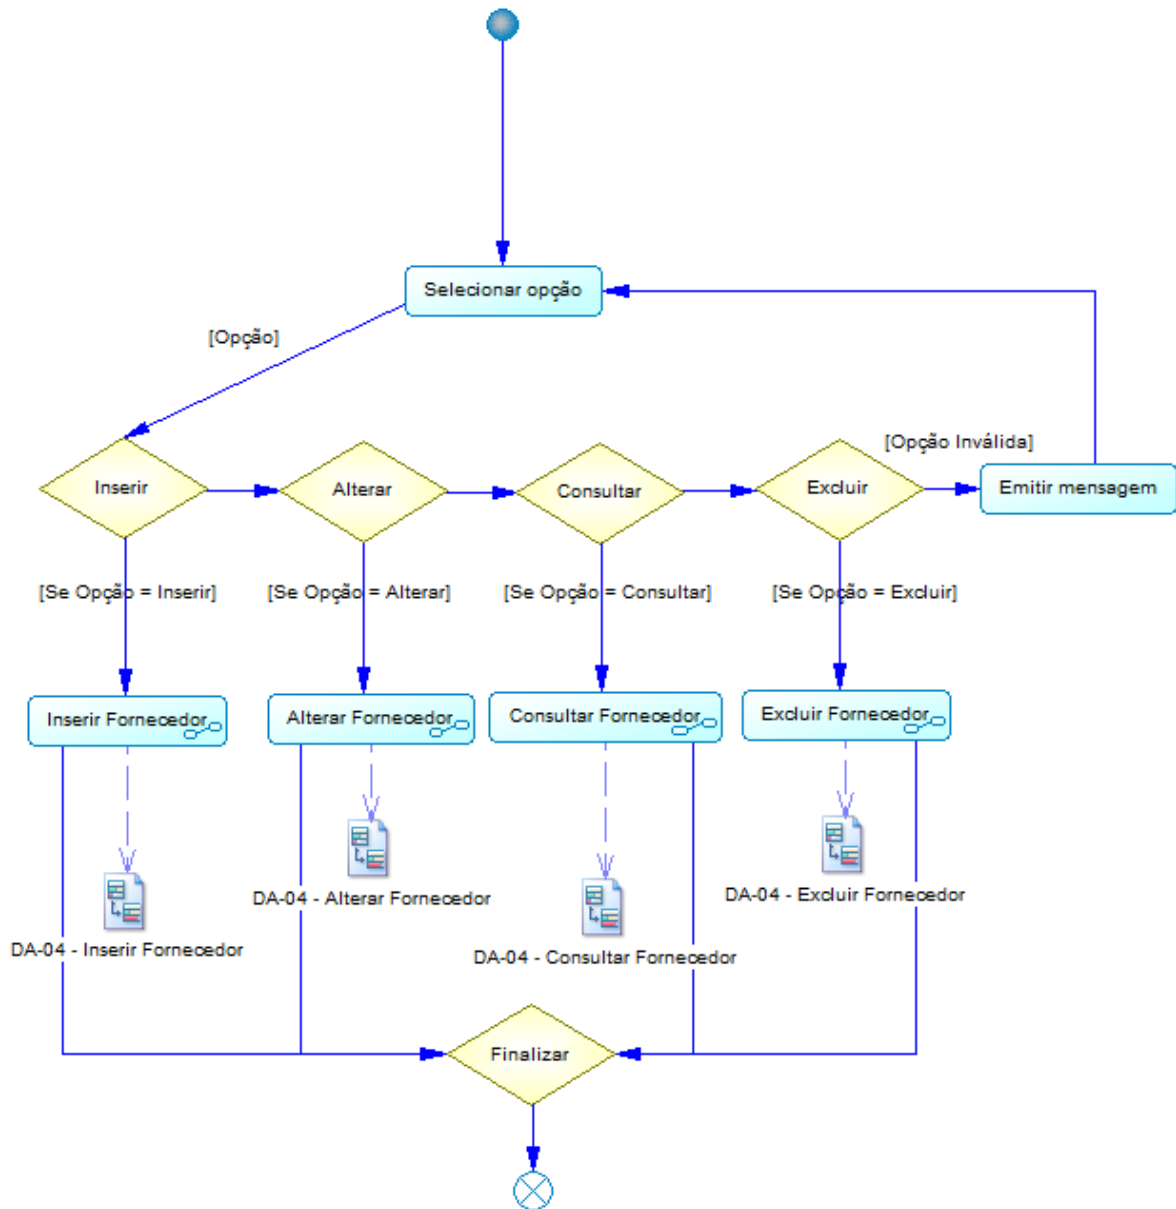 Selecionar opção
[Opção]
[Opção Inválida]
Inserir
Alterar
Consultar
Excluir
Emitir mensagem
[Se Opção = Inserir]
[Se Opção = Alterar]
[Se Opção = Consultar]
[Se Opção = Excluir]
Inserir Fornecedor
Alterar Fornecedor
Consultar Fornecedor
Excluir Fornecedor
DA-04 - Alterar Fornecedor
DA-04 - Excluir Fornecedor
DA-04 - Inserir Fornecedor
DA-04 - Consultar Fornecedor
Finalizar